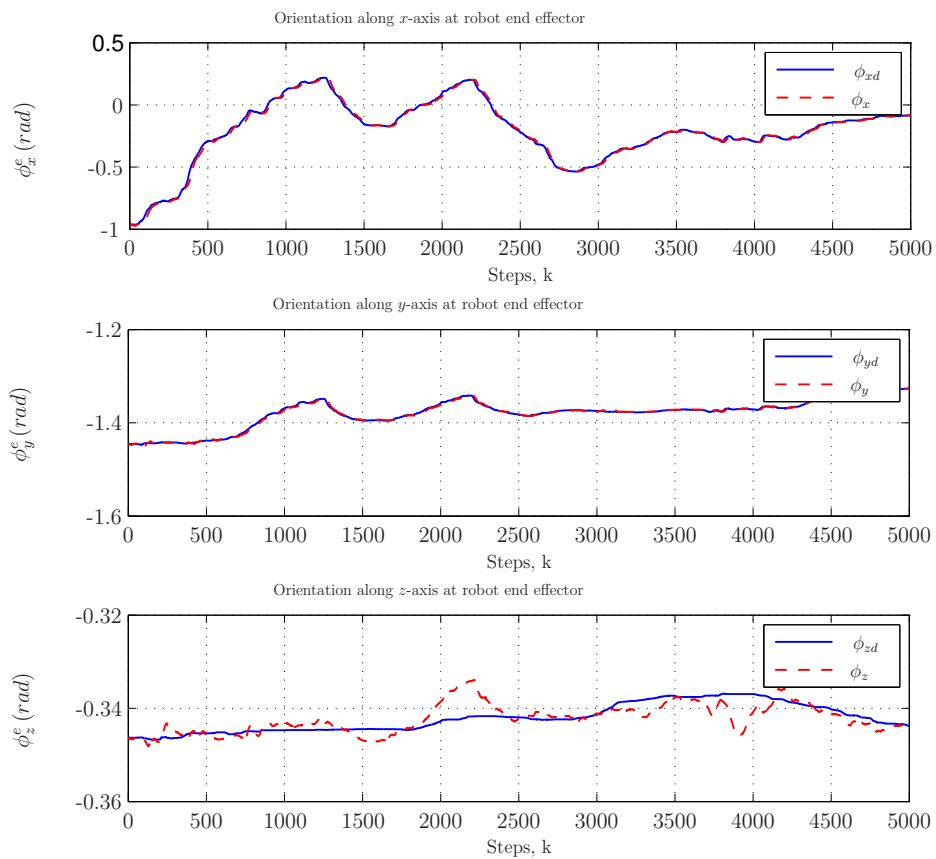 Orientation along x-axis at robot end effector
0.5
0
-0.5
-1
ϕ_x^e (rad)
ϕ_xd
ϕ_x
0 500 1000 1500 2000 2500 3000 3500 4000 4500 5000
Steps, k
Orientation along y-axis at robot end effector
-1.2
-1.4
-1.6
ϕ_y^e (rad)
ϕ_yd
ϕ_y
0 500 1000 1500 2000 2500 3000 3500 4000 4500 5000
Steps, k
Orientation along z-axis at robot end effector
-0.32
-0.34
-0.36
ϕ_z^e (rad)
ϕ_zd
ϕ_z
0 500 1000 1500 2000 2500 3000 3500 4000 4500 5000
Steps, k